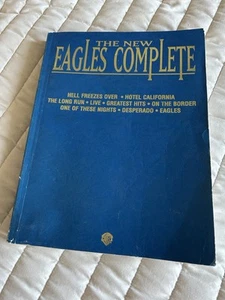 THE NEW
EAGLES COMPLETE
HELL FREEZES OVER • HOTEL CALIFORNIA
THE LONG RUN • LIVE • GREATEST HITS • ON THE BORDER
ONE OF THESE NIGHTS • DESPERADO • EAGLES